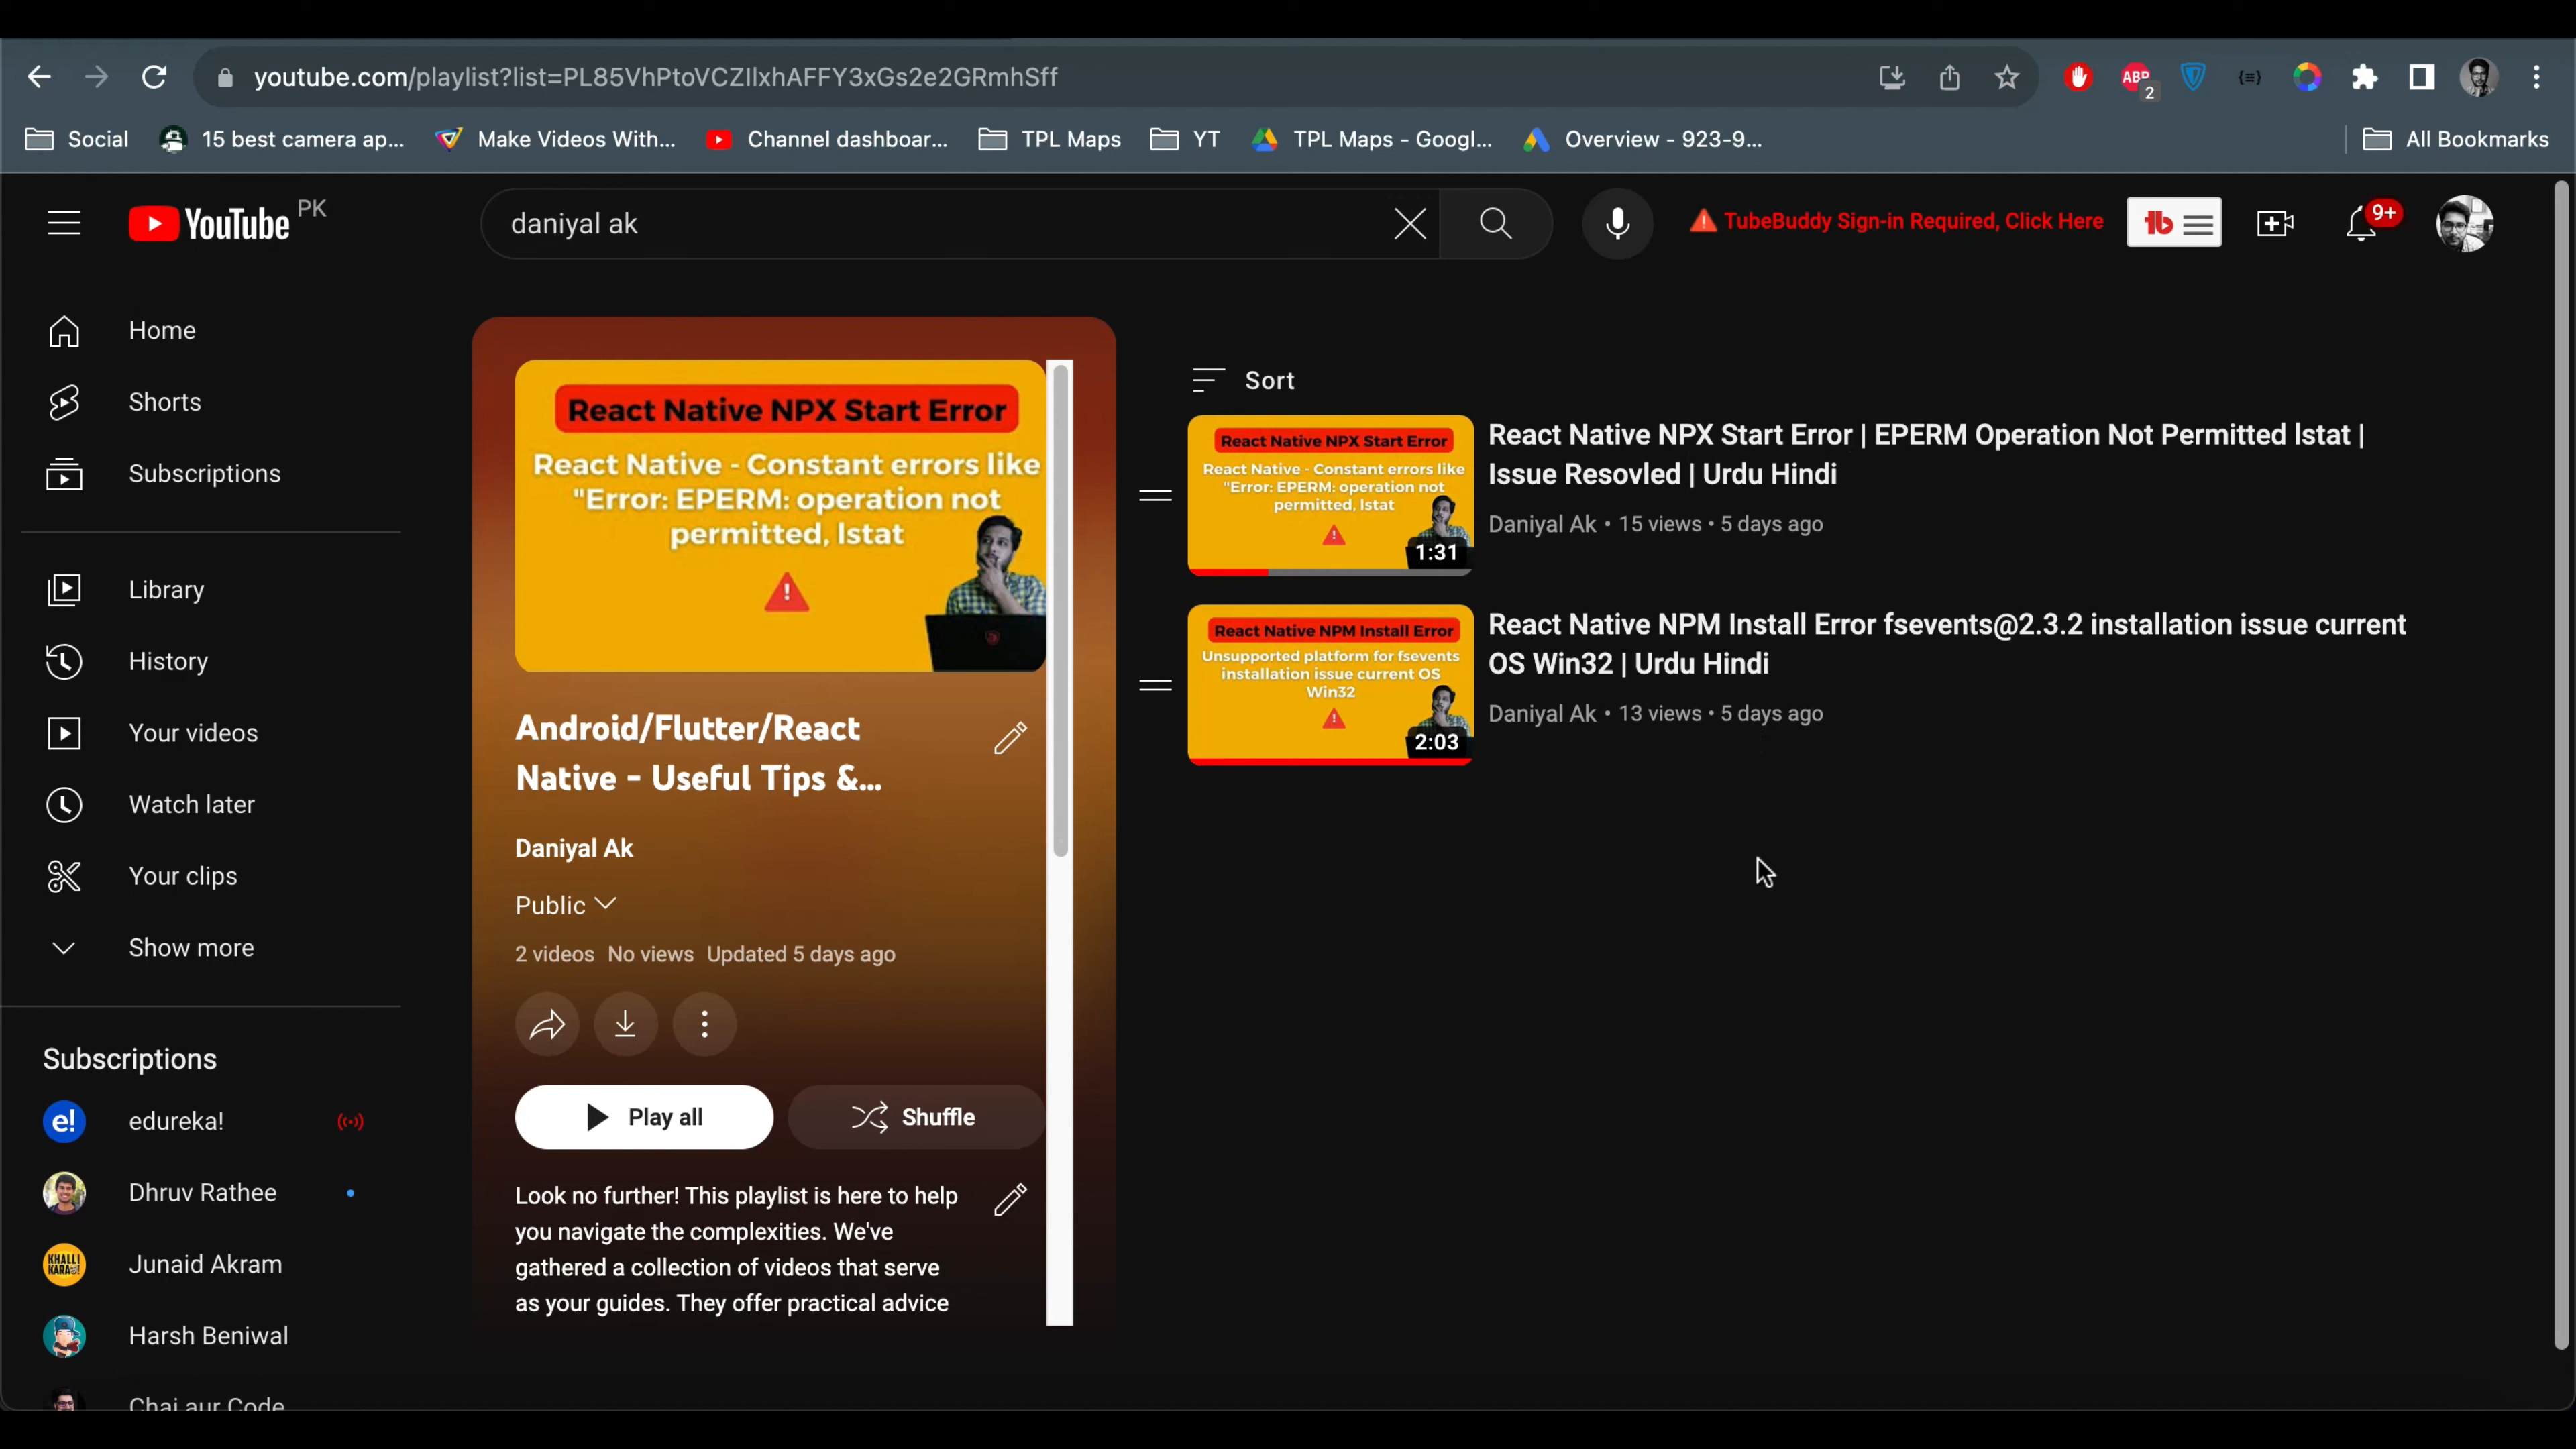 youtube.com/playlist?list=PL85VhPtoVCZIlxhAFFY3xGs2e2GRmhSff
ABP
2
Social
15 best camera ap...
Make Videos With...
Channel dashboar...
TPL Maps
YT
TPL Maps - Googl...
Overview - 923-9...
All Bookmarks
YouTube PK
daniyal ak
TubeBuddy Sign-in Required, Click Here
tb
9+
Home
Shorts
Subscriptions
Library
History
Your videos
Watch later
Your clips
Show more
Subscriptions
e!
edureka!
Dhruv Rathee
KHALLI
Junaid Akram
Harsh Beniwal
Chai aur Code
React Native NPX Start Error
React Native - Constant errors like
"Error: EPERM: operation not
permitted, lstat
!
Android/Flutter/React
Native - Useful Tips &...
Daniyal Ak
Public
2 videos No views Updated 5 days ago
Play all
Shuffle
Look no further! This playlist is here to help
you navigate the complexities. We've
gathered a collection of videos that serve
as your guides. They offer practical advice
Sort
React Native NPX Start Error
React Native - Constant errors like
"Error: EPERM: operation not
permitted, lstat
!
1:31
React Native NPX Start Error | EPERM Operation Not Permitted lstat |
Issue Resovled | Urdu Hindi
Daniyal Ak • 15 views • 5 days ago
React Native NPM Install Error
Unsupported platform for fsevents
installation issue current OS
Win32
!
2:03
React Native NPM Install Error fsevents@2.3.2 installation issue current
OS Win32 | Urdu Hindi
Daniyal Ak • 13 views • 5 days ago